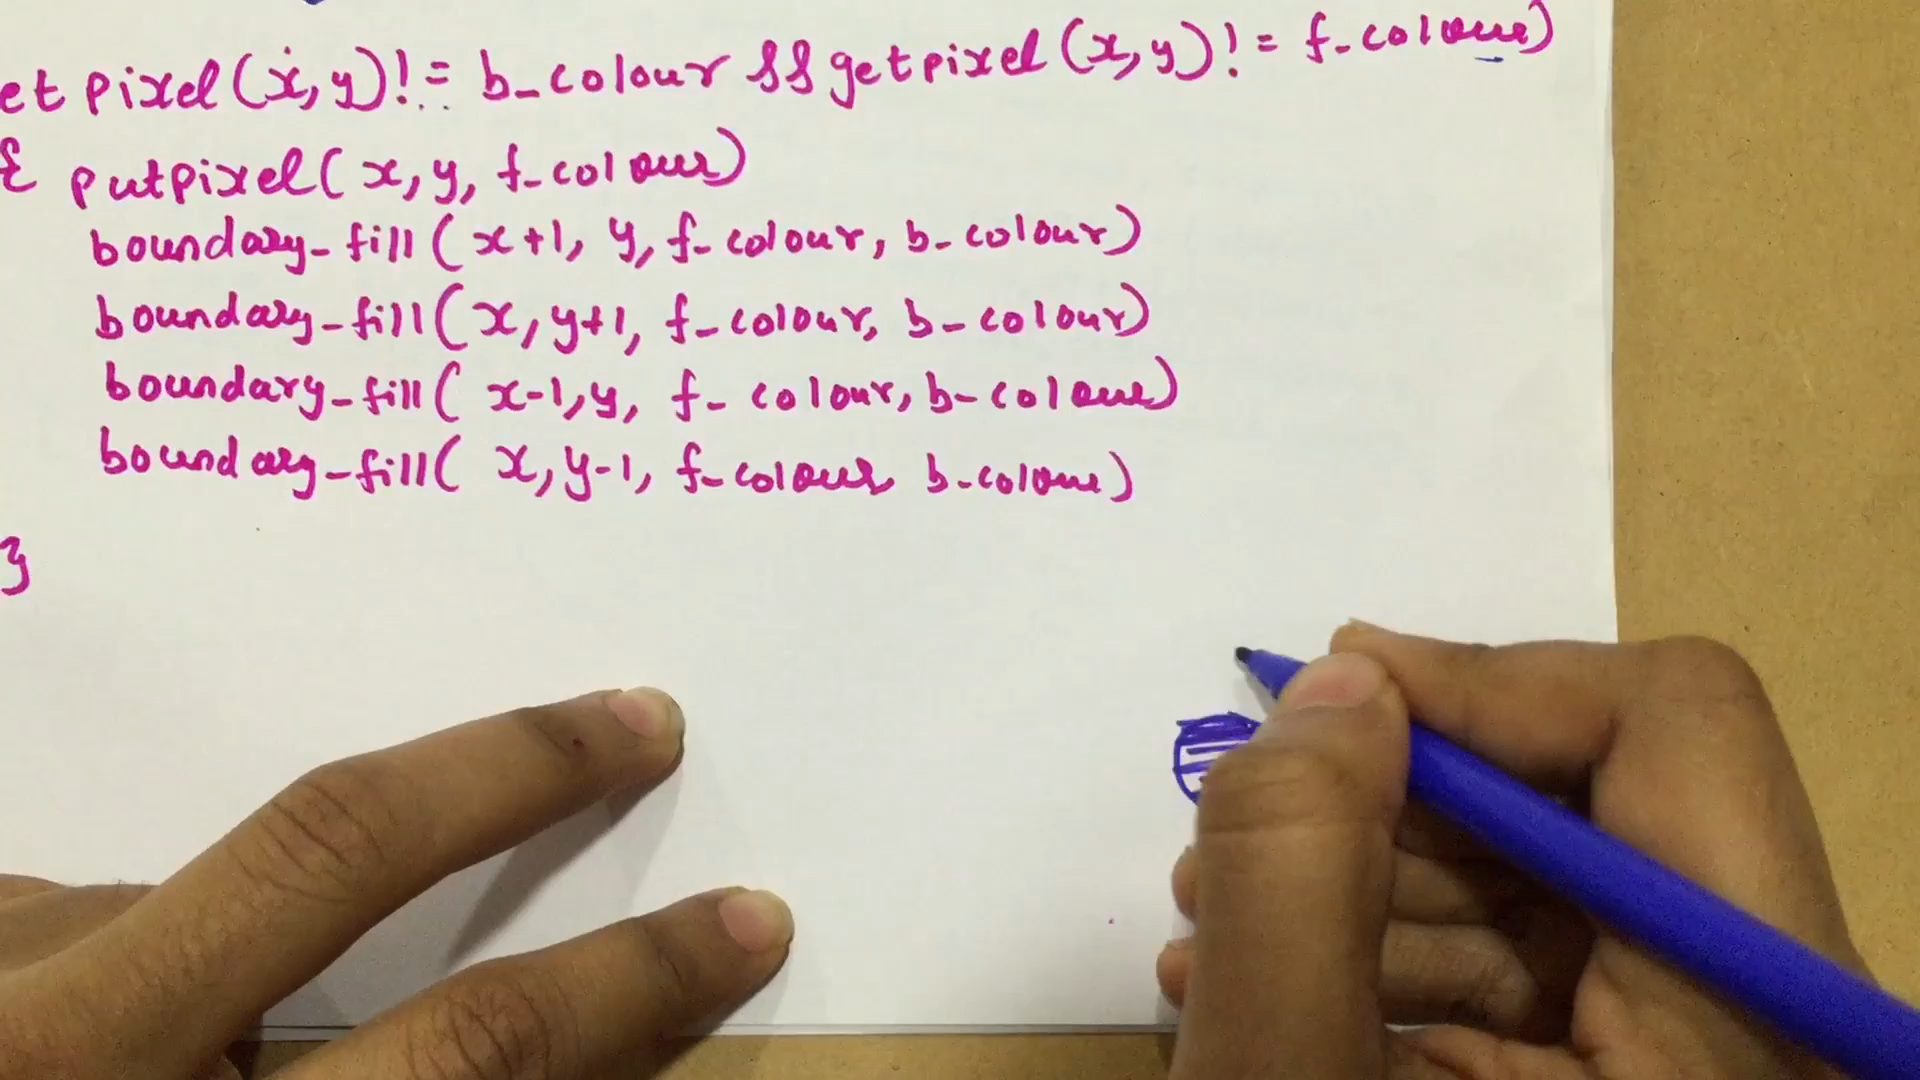 et pixel(x,y)!= b_colour && getpixel(x,y)!= f_colour)
{ putpixel(x, y, f_colour)
boundary_fill(x+1, y, f_colour, b_colour)
boundary_fill(x, y+1, f_colour, b_colour)
boundary_fill(x-1, y, f_colour, b_colour)
boundary_fill(x, y-1, f_colour b_colour)
}